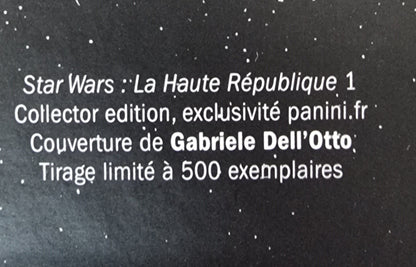 Star Wars : La Haute République 1
Collector edition, exclusivité panini.fr
Couverture de Gabriele Dell'Otto
Tirage limité à 500 exemplaires